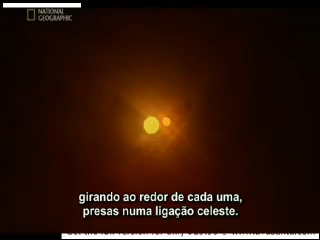 NATIONAL
GEOGRAPHIC
girando ao redor de cada uma,
presas numa ligação celeste.